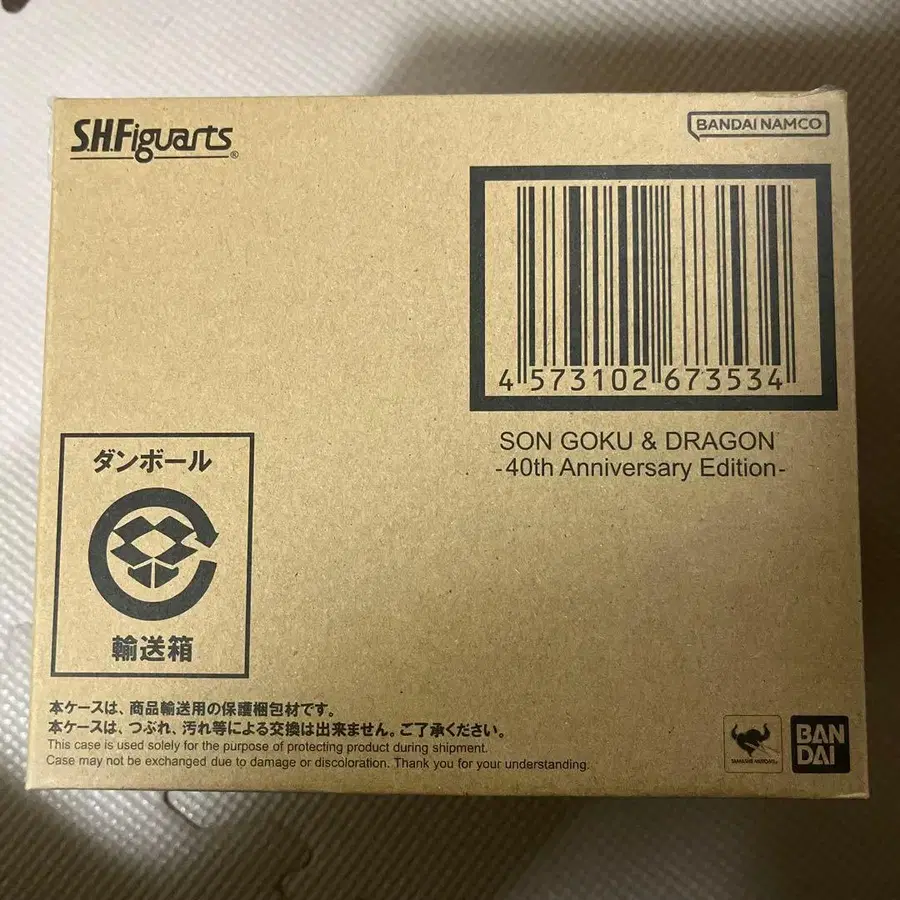 S.H.Figuarts®
BANDAI NAMCO
4 573102 673534
SON GOKU & DRAGON
-40th Anniversary Edition-
ダンボール
輸送箱
本ケースは、商品輸送用の保護梱包材です。
本ケースは、つぶれ、汚れ等による交換は出来ません。ご了承ください。
This case is used solely for the purpose of protecting product during shipment.
Case may not be exchanged due to damage or discoloration. Thank you for your understanding.
TAMASHII NATIONS
BAN
DAI